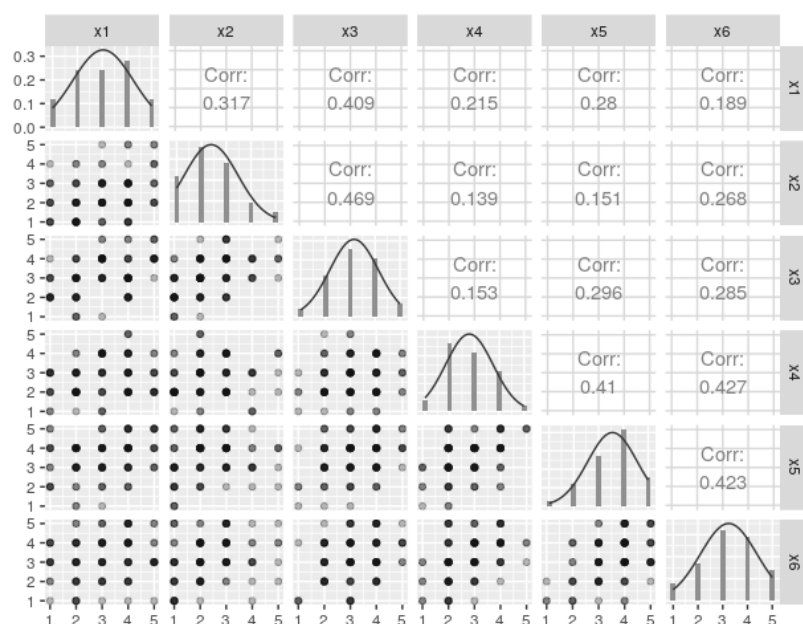 x1 x2 x3 x4 x5 x6
0.3
0.2
0.1
0.0
Corr:
0.317
Corr:
0.409
Corr:
0.215
Corr:
0.28
Corr:
0.189
x1
5
4
3
2
1
Corr:
0.469
Corr:
0.139
Corr:
0.151
Corr:
0.268
x2
5
4
3
2
1
Corr:
0.153
Corr:
0.296
Corr:
0.285
x3
5
4
3
2
1
Corr:
0.41
Corr:
0.427
x4
5
4
3
2
1
Corr:
0.423
x5
5
4
3
2
1
x6
1 2 3 4 5 1 2 3 4 5 1 2 3 4 5 1 2 3 4 5 1 2 3 4 5 1 2 3 4 5